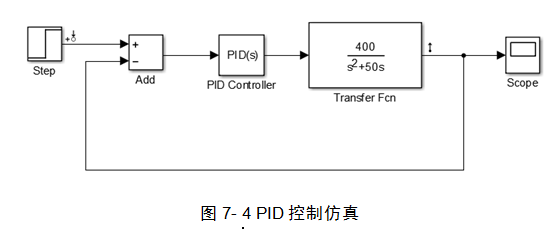 Step
+
−
Add
PID(s)
PID Controller
400
s²+50s
Transfer Fcn
Scope
图 7- 4 PID 控制仿真